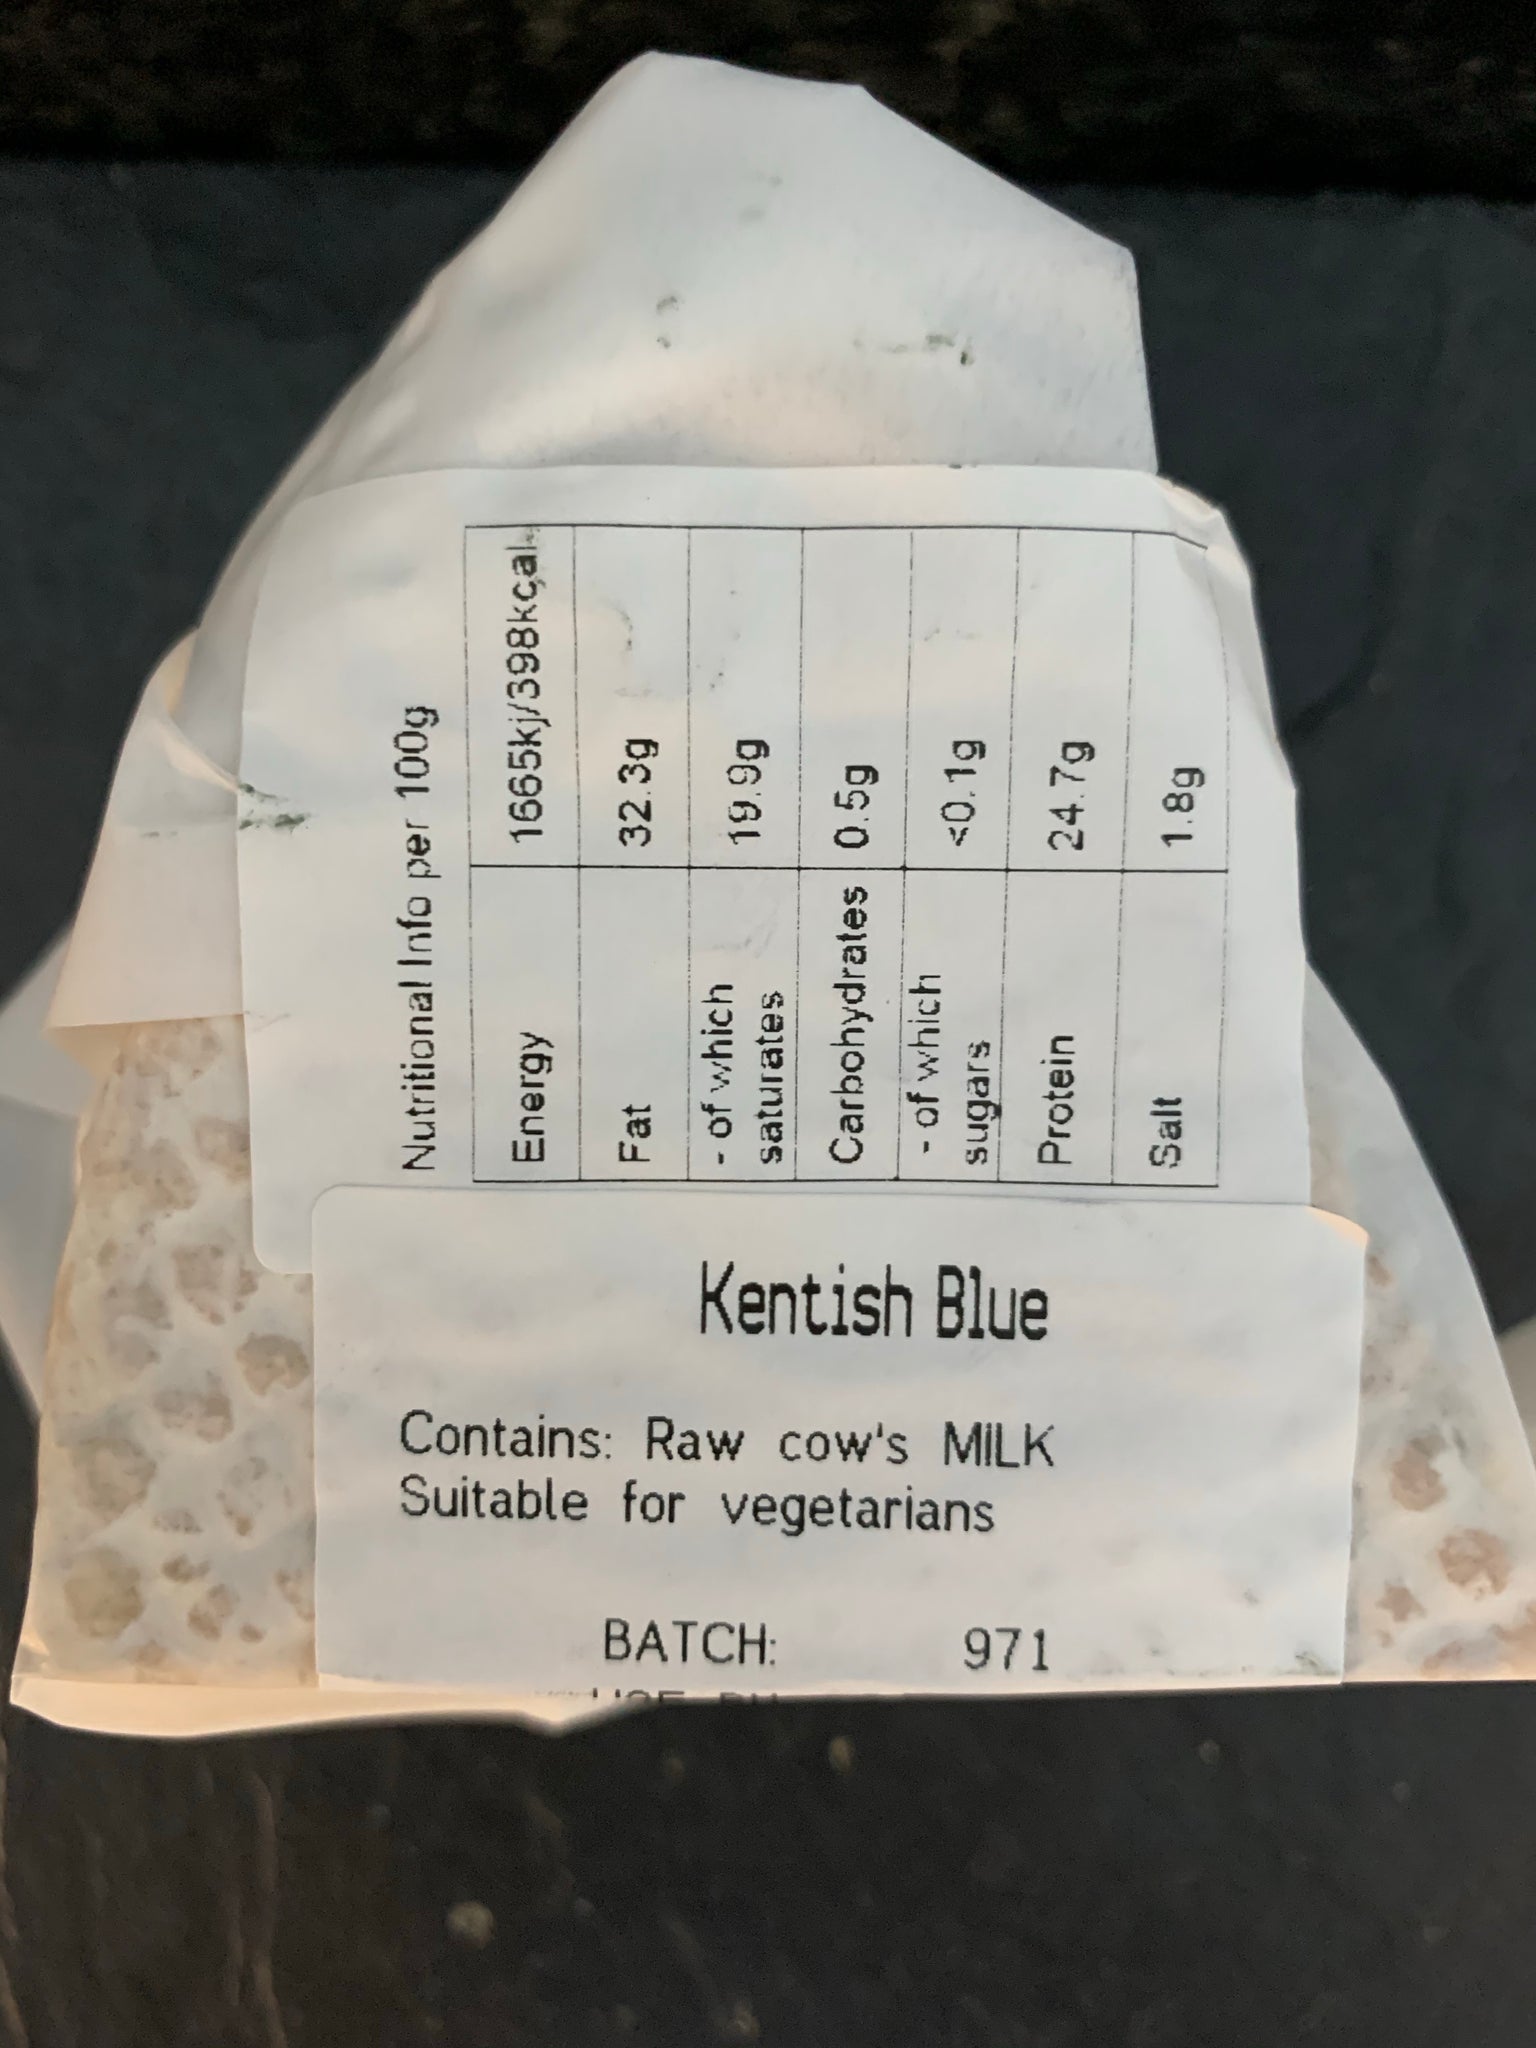 Nutritional Info per 100g
Energy 1665kj/398kcal
Fat 32.3g
- of which
saturates 19.9g
Carbohydrates 0.5g
- of which
sugars <0.1g
Protein 24.7g
Salt 1.8g
Kentish Blue
Contains: Raw cow's MILK
Suitable for vegetarians
BATCH: 971